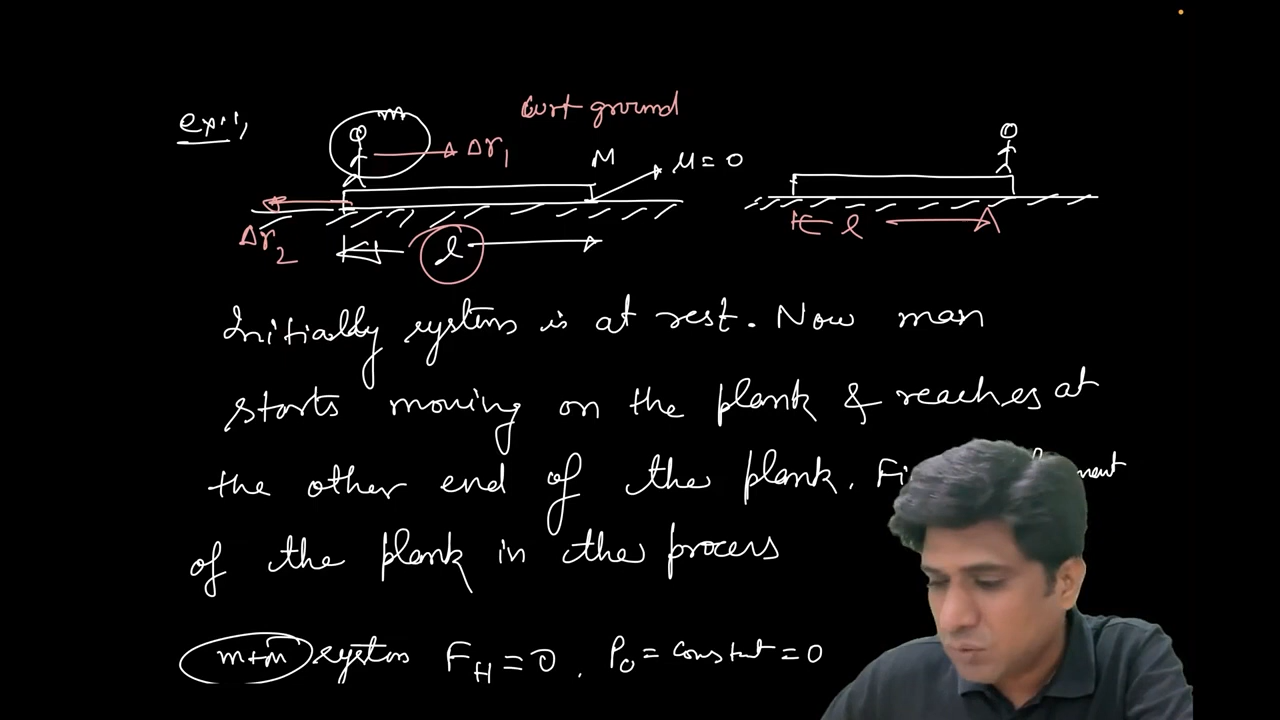 ex:-1,
m
wrt ground
Δr₁
M
μ = 0
Δr₂
l
l
Initially system is at rest. Now man
starts moving on the plank & reaches at
the other end of the plank.
of the plank in the process
m+M system F_H = 0, P_0 = constant = 0